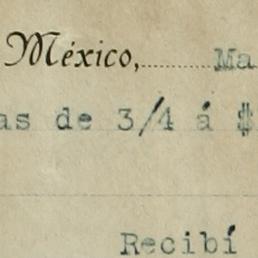 México, Ma
as de 3/4 á $
Recibí